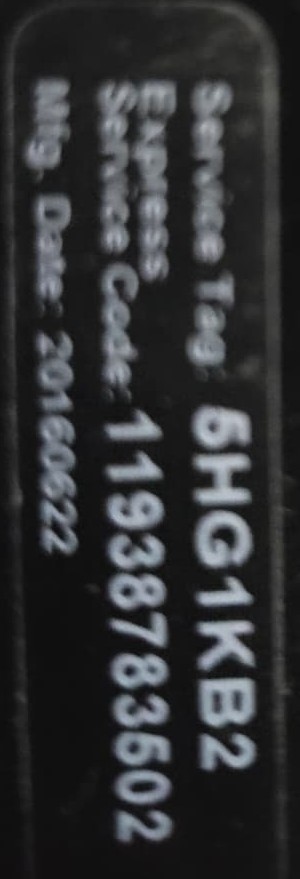 Service Tag: 5HG1KB2
Express
Service Code: 11938783502
Mfg. Date: 20160622